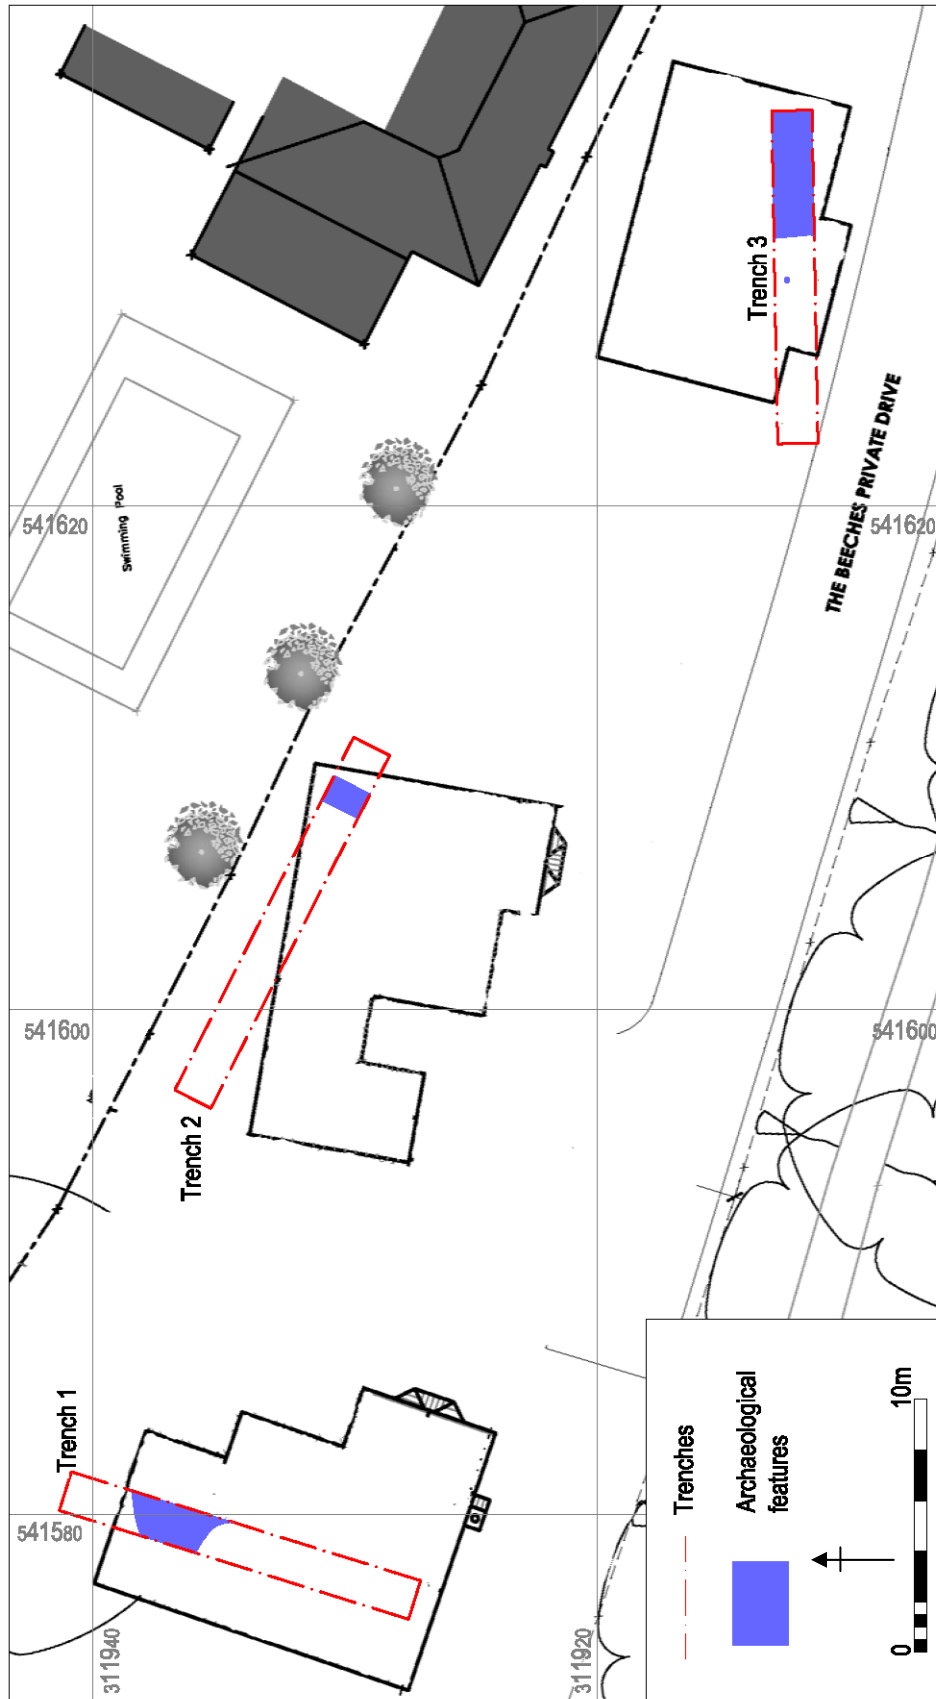 Trench 1
Trench 2
Trench 3
Swimming Pool
THE BEECHES PRIVATE DRIVE
541620
541620
541600
541600
541580
311940
311920
Trenches
Archaeological
features
0
10m